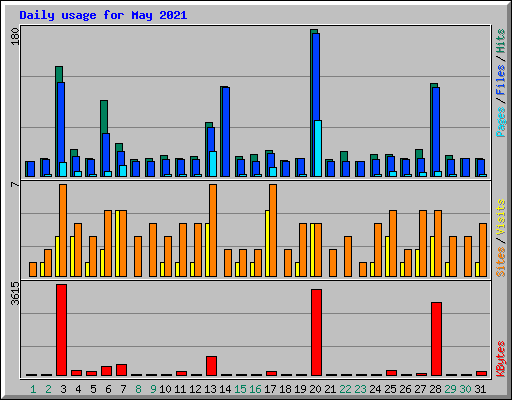 Daily usage for May 2021
180
Pages / Files / Hits
7
Sites / Visits
3615
KBytes
1 2 3 4 5 6 7 8 9 10 11 12 13 14 15 16 17 18 19 20 21 22 23 24 25 26 27 28 29 30 31